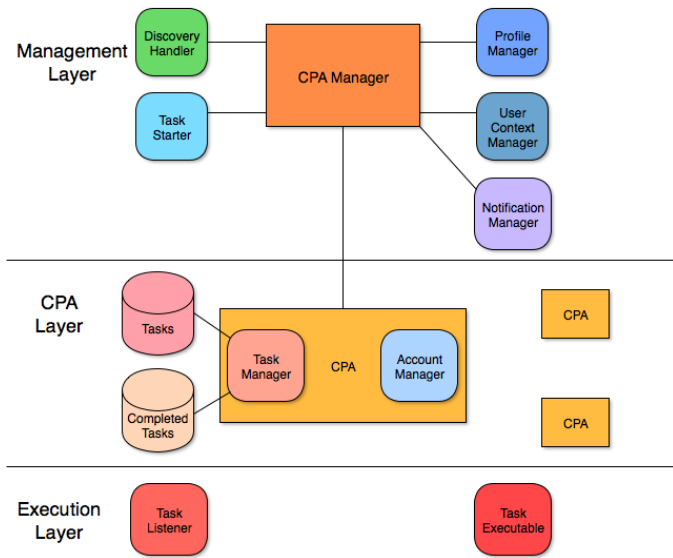 Management
Layer
Discovery
Handler
CPA Manager
Profile
Manager
Task
Starter
User
Context
Manager
Notification
Manager
CPA
Layer
Tasks
Task
Manager
CPA
Account
Manager
CPA
Completed
Tasks
CPA
Execution
Layer
Task
Listener
Task
Executable